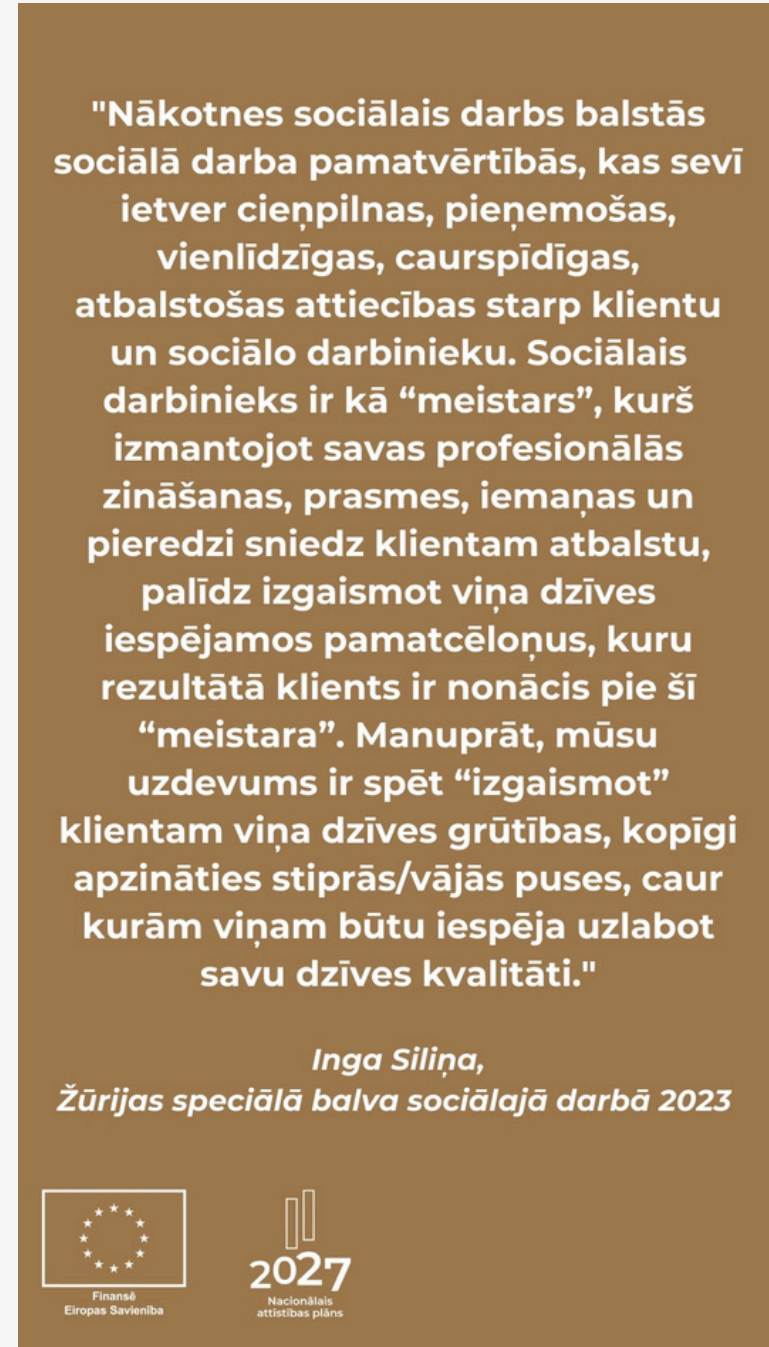 "Nākotnes sociālais darbs balstās
sociālā darba pamatvērtībās, kas sevī
ietver cieņpilnas, pieņemošas,
vienlīdzīgas, caurspīdīgas,
atbalstošas attiecības starp klientu
un sociālo darbinieku. Sociālais
darbinieks ir kā “meistars”, kurš
izmantojot savas profesionālās
zināšanas, prasmes, iemaņas un
pieredzi sniedz klientam atbalstu,
palīdz izgaismot viņa dzīves
iespējamos pamatcēloņus, kuru
rezultātā klients ir nonācis pie šī
“meistara”. Manuprāt, mūsu
uzdevums ir spēt “izgaismot”
klientam viņa dzīves grūtības, kopīgi
apzināties stiprās/vājās puses, caur
kurām viņam būtu iespēja uzlabot
savu dzīves kvalitāti."
Inga Siliņa,
Žūrijas speciālā balva sociālajā darbā 2023
Finansē
Eiropas Savienība
2027
Nacionālais
attīstības plāns